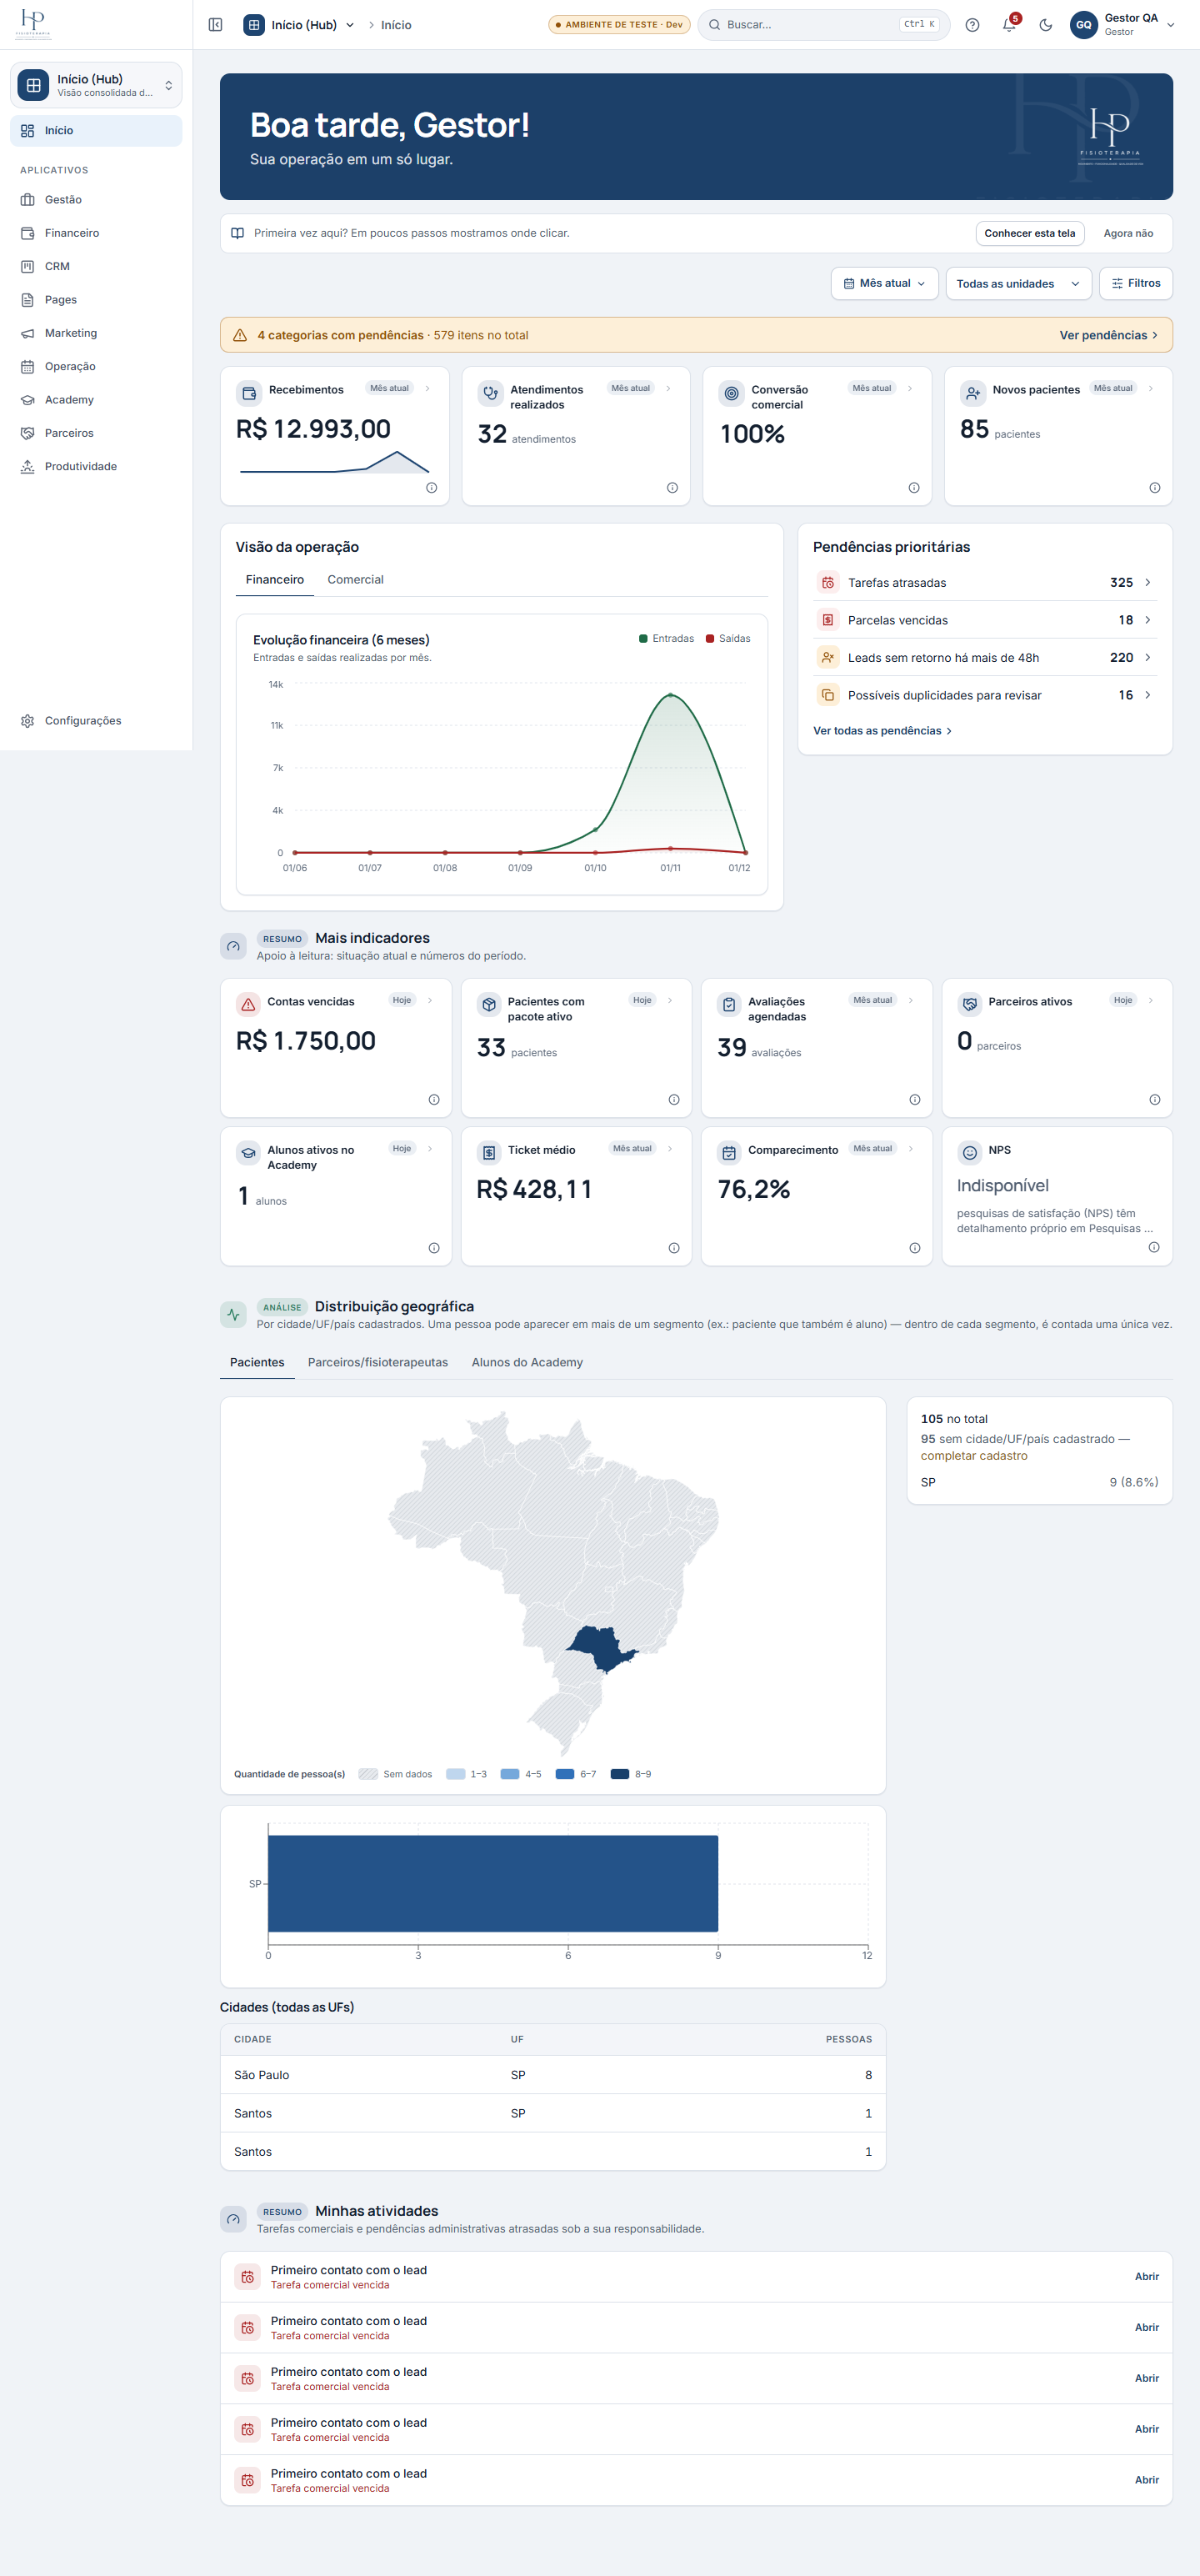 HP
FISIOTERAPIA
Início (Hub)
Início
AMBIENTE DE TESTE · Dev
Buscar...
Ctrl K
5
GQ
Gestor QA
Gestor
Início (Hub)
Visão consolidada d...
Início
APLICATIVOS
Gestão
Financeiro
CRM
Pages
Marketing
Operação
Academy
Parceiros
Produtividade
Configurações
Boa tarde, Gestor!
Sua operação em um só lugar.
HP
FISIOTERAPIA
Primeira vez aqui? Em poucos passos mostramos onde clicar.
Conhecer esta tela
Agora não
Mês atual
Todas as unidades
Filtros
4 categorias com pendências · 579 itens no total
Ver pendências
Recebimentos
Mês atual
R$ 12.993,00
Atendimentos
realizados
Mês atual
32 atendimentos
Conversão
comercial
Mês atual
100%
Novos pacientes
Mês atual
85 pacientes
Visão da operação
Financeiro
Comercial
Evolução financeira (6 meses)
Entradas e saídas realizadas por mês.
Entradas
Saídas
14k
11k
7k
4k
0
01/06
01/07
01/08
01/09
01/10
01/11
01/12
Pendências prioritárias
Tarefas atrasadas
325
Parcelas vencidas
18
Leads sem retorno há mais de 48h
220
Possíveis duplicidades para revisar
16
Ver todas as pendências
RESUMO
Mais indicadores
Apoio à leitura: situação atual e números do período.
Contas vencidas
Hoje
R$ 1.750,00
Pacientes com
pacote ativo
Hoje
33 pacientes
Avaliações
agendadas
Mês atual
39 avaliações
Parceiros ativos
Hoje
0 parceiros
Alunos ativos no
Academy
Hoje
1 alunos
Ticket médio
Mês atual
R$ 428,11
Comparecimento
Mês atual
76,2%
NPS
Indisponível
pesquisas de satisfação (NPS) têm
detalhamento próprio em Pesquisas ...
ANÁLISE
Distribuição geográfica
Por cidade/UF/país cadastrados. Uma pessoa pode aparecer em mais de um segmento (ex.: paciente que também é aluno) — dentro de cada segmento, é contada uma única vez.
Pacientes
Parceiros/fisioterapeutas
Alunos do Academy
Quantidade de pessoa(s)
Sem dados
1–3
4–5
6–7
8–9
105 no total
95 sem cidade/UF/país cadastrado —
completar cadastro
SP
9 (8.6%)
SP
0
3
6
9
12
Cidades (todas as UFs)
CIDADE
UF
PESSOAS
São Paulo
SP
8
Santos
SP
1
Santos
1
RESUMO
Minhas atividades
Tarefas comerciais e pendências administrativas atrasadas sob a sua responsabilidade.
Primeiro contato com o lead
Tarefa comercial vencida
Abrir
Primeiro contato com o lead
Tarefa comercial vencida
Abrir
Primeiro contato com o lead
Tarefa comercial vencida
Abrir
Primeiro contato com o lead
Tarefa comercial vencida
Abrir
Primeiro contato com o lead
Tarefa comercial vencida
Abrir